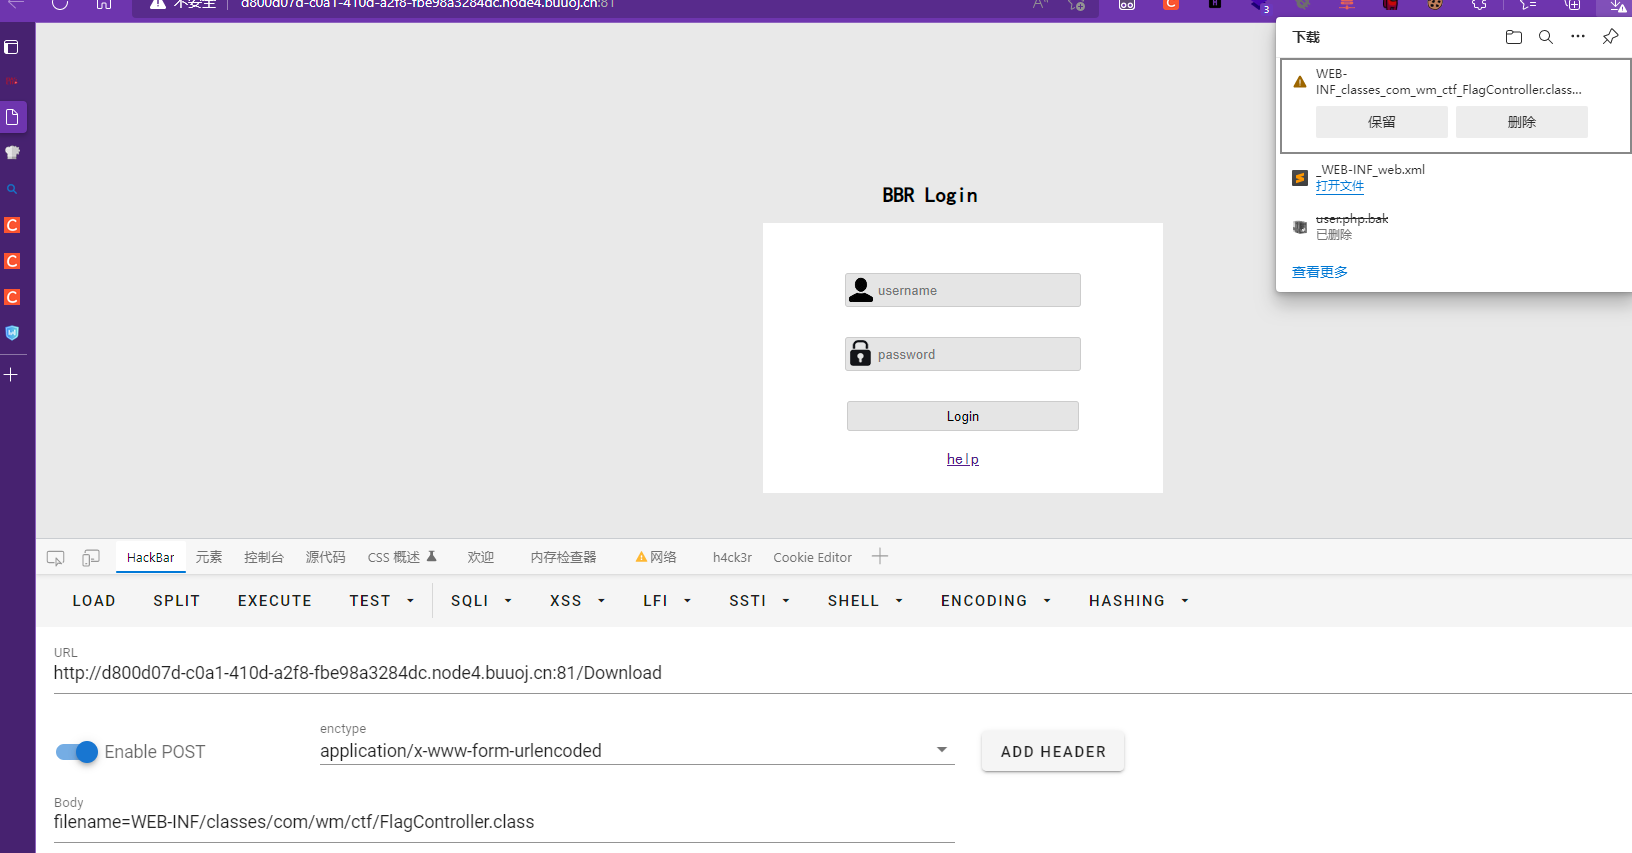 不安全
d800d07d-c0a1-410d-a2f8-fbe98a3284dc.node4.buuoj.cn:81
3
下载
WEB-
INF_classes_com_wm_ctf_FlagController.class...
保留
删除
_WEB-INF_web.xml
打开文件
user.php.bak
已删除
查看更多
BBR Login
username
password
Login
help
HackBar
元素
控制台
源代码
CSS 概述
欢迎
内存检查器
网络
h4ck3r
Cookie Editor
LOAD
SPLIT
EXECUTE
TEST
SQLI
XSS
LFI
SSTI
SHELL
ENCODING
HASHING
URL
http://d800d07d-c0a1-410d-a2f8-fbe98a3284dc.node4.buuoj.cn:81/Download
Enable POST
enctype
application/x-www-form-urlencoded
ADD HEADER
Body
filename=WEB-INF/classes/com/wm/ctf/FlagController.class